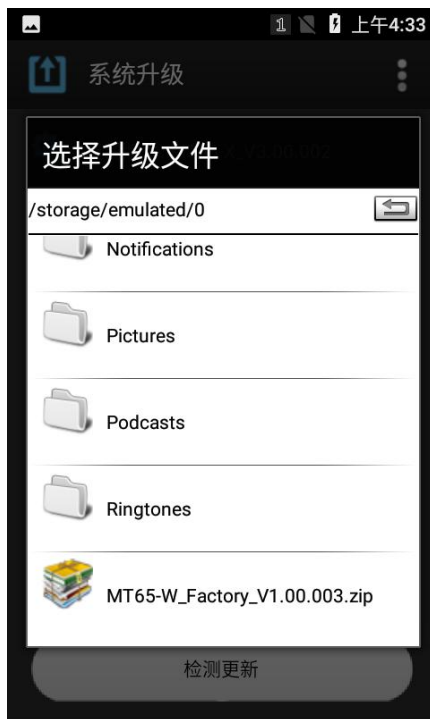 1
上午4:33
系统升级
选择升级文件
/storage/emulated/0
Notifications
Pictures
Podcasts
Ringtones
MT65-W_Factory_V1.00.003.zip
检测更新